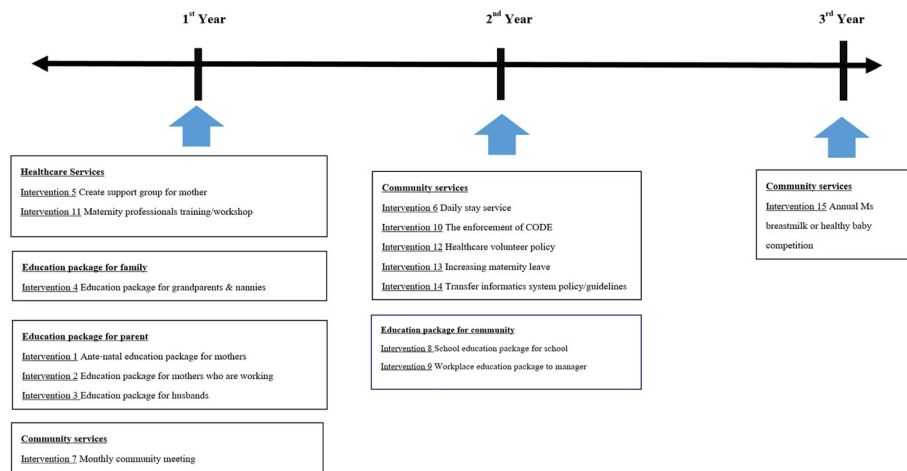 1st Year
2nd Year
3rd Year
Healthcare Services
Intervention 5 Create support group for mother
Intervention 11 Maternity professionals training/workshop
Education package for family
Intervention 4 Education package for grandparents & nannies
Education package for parent
Intervention 1 Ante-natal education package for mothers
Intervention 2 Education package for mothers who are working
Intervention 3 Education package for husbands
Community services
Intervention 7 Monthly community meeting
Community services
Intervention 6 Daily stay service
Intervention 10 The enforcement of CODE
Intervention 12 Healthcare volunteer policy
Intervention 13 Increasing maternity leave
Intervention 14 Transfer informatics system policy/guidelines
Education package for community
Intervention 8 School education package for school
Intervention 9 Workplace education package to manager
Community services
Intervention 15 Annual Ms
breastmilk or healthy baby
competition